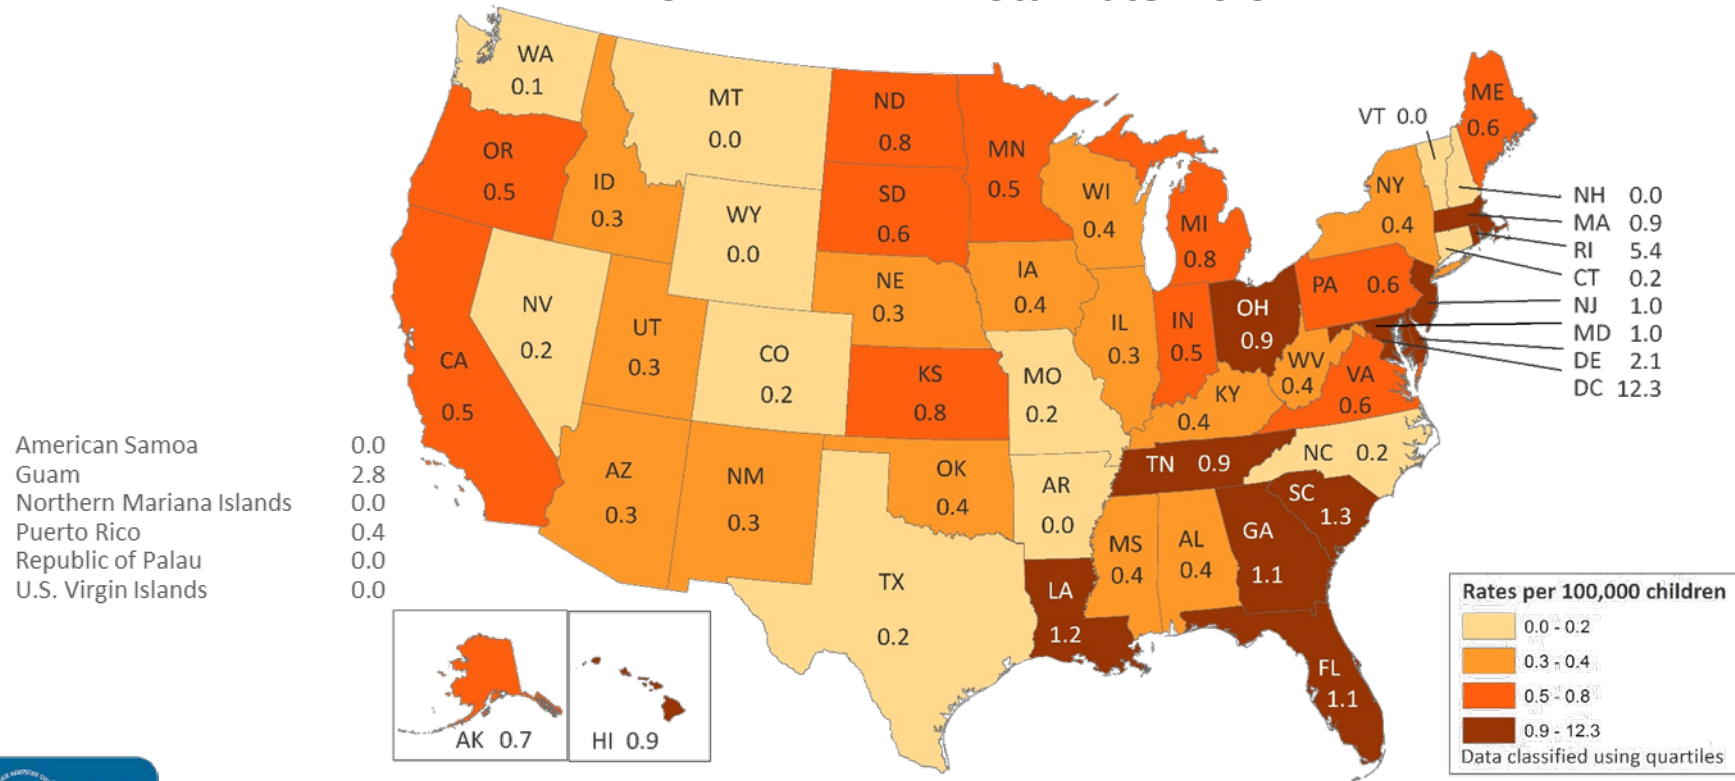 WA
0.1
MT
0.0
ND
0.8
ME
0.6
VT 0.0
OR
0.5
ID
0.3
MN
0.5
SD
0.6
WY
0.0
WI
0.4
MI
0.8
NY
0.4
NH 0.0
MA 0.9
RI 5.4
CT 0.2
NJ 1.0
MD 1.0
DE 2.1
DC 12.3
NE
0.3
IA
0.4
PA 0.6
NV
0.2
UT
0.3
CO
0.2
IL
0.3
IN
0.5
OH
0.9
WV
0.4
VA
0.6
CA
0.5
KS
0.8
MO
0.2
KY
0.4
AZ
0.3
NM
0.3
OK
0.4
AR
0.0
TN 0.9
NC 0.2
SC
1.3
MS
0.4
AL
0.4
GA
1.1
TX
0.2
LA
1.2
FL
1.1
AK 0.7
HI 0.9
American Samoa 0.0
Guam 2.8
Northern Mariana Islands 0.0
Puerto Rico 0.4
Republic of Palau 0.0
U.S. Virgin Islands 0.0
Rates per 100,000 children
0.0 - 0.2
0.3 - 0.4
0.5 - 0.8
0.9 - 12.3
Data classified using quartiles